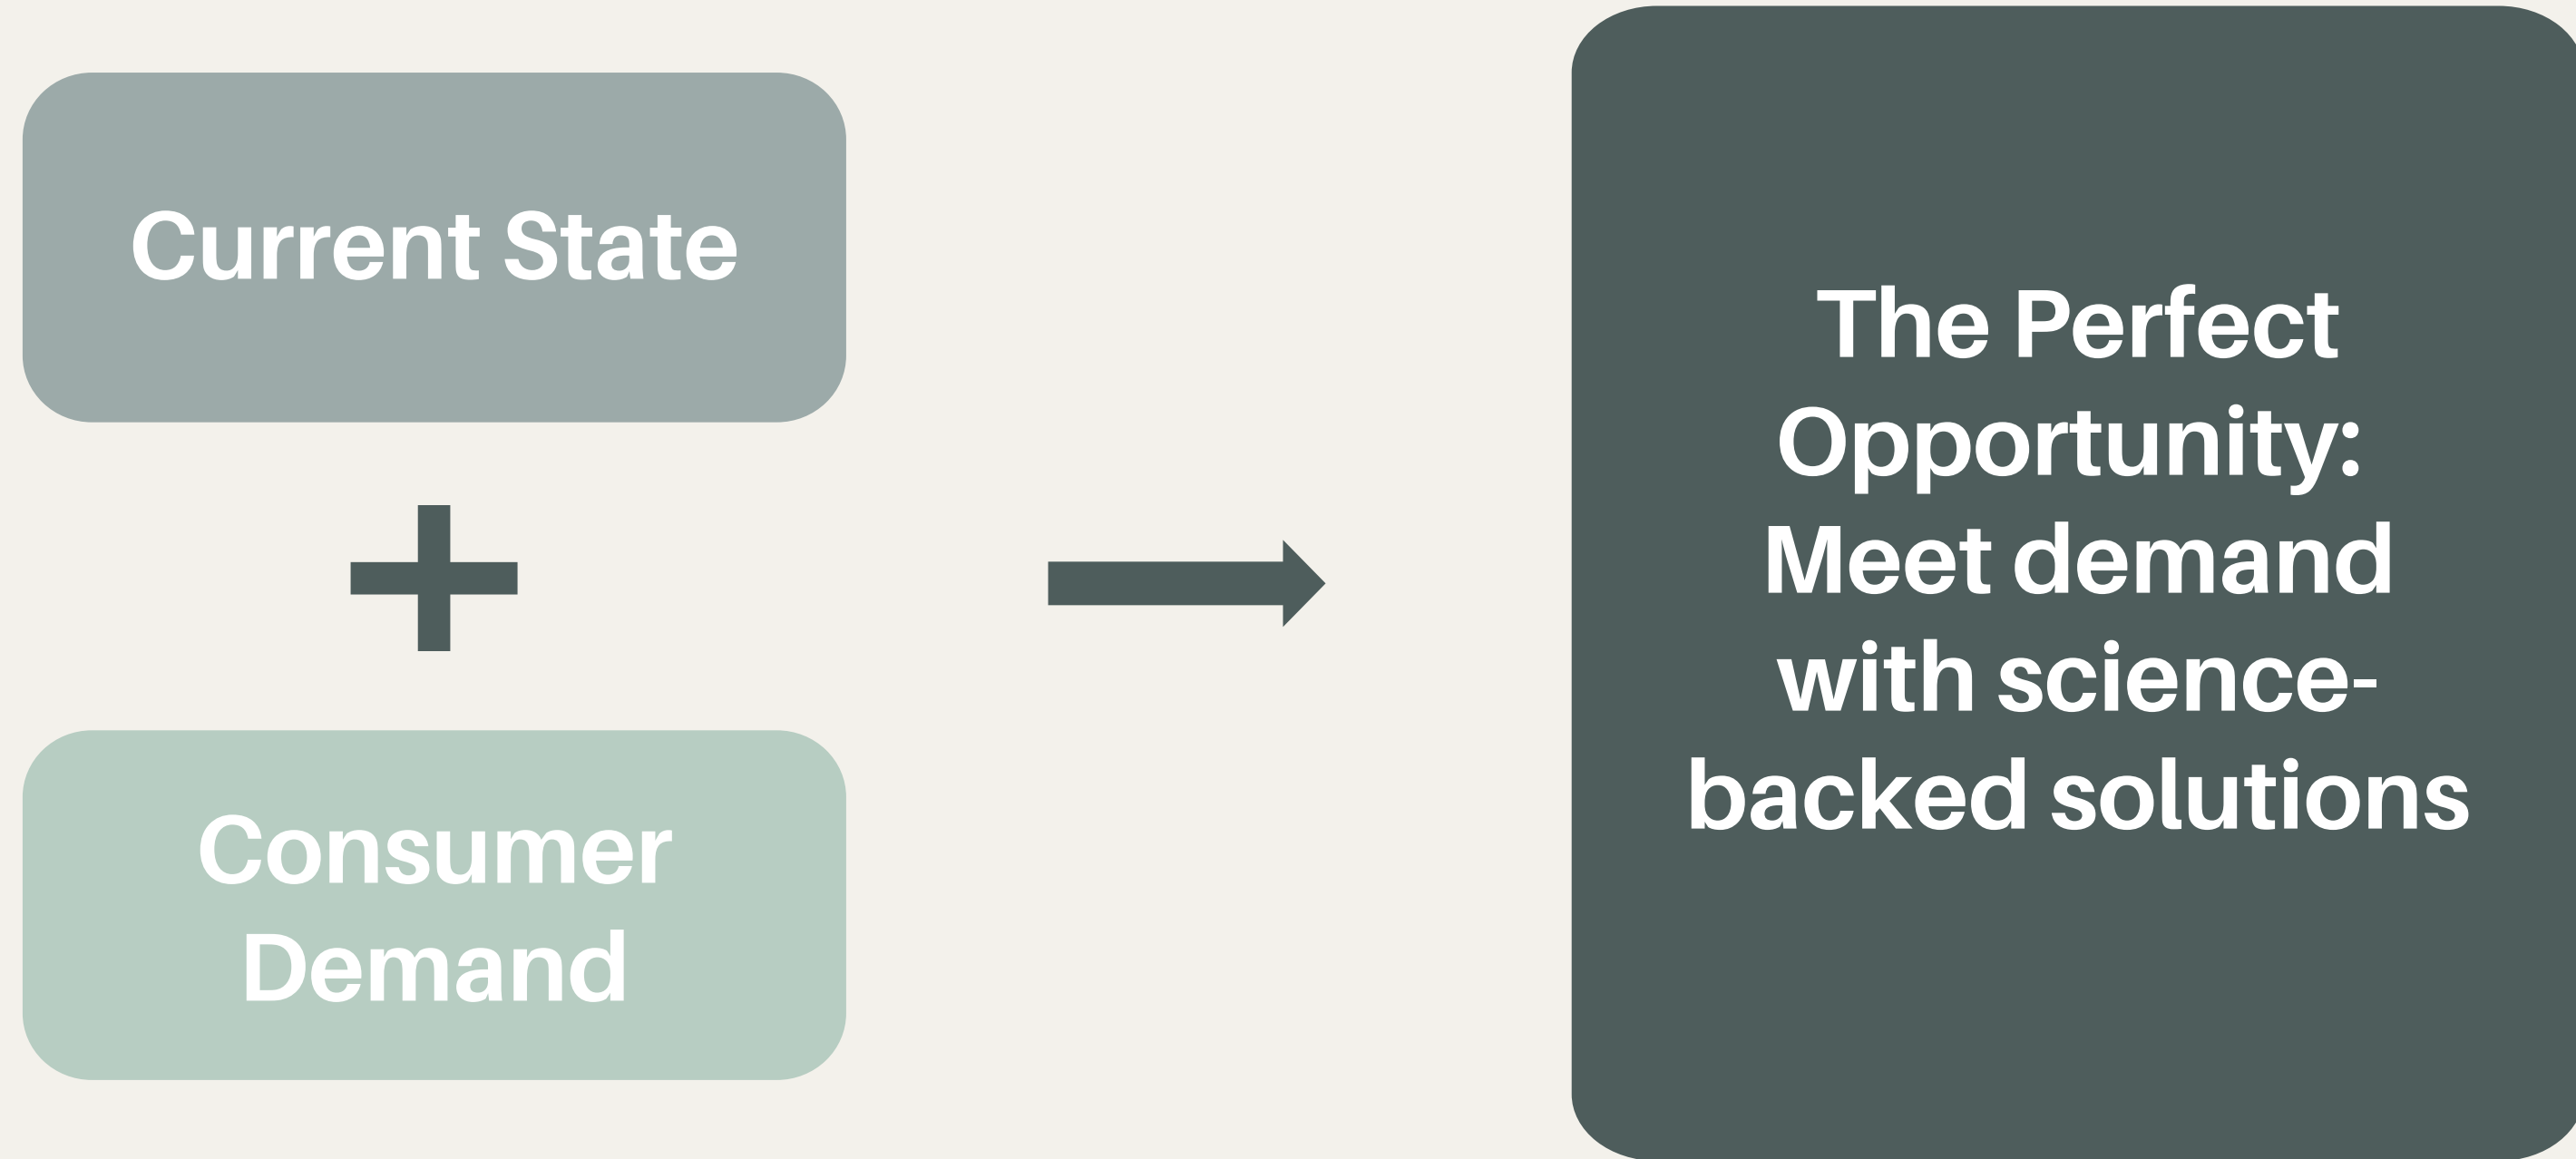 Current State
Consumer
Demand
The Perfect
Opportunity:
Meet demand
with science-
backed solutions